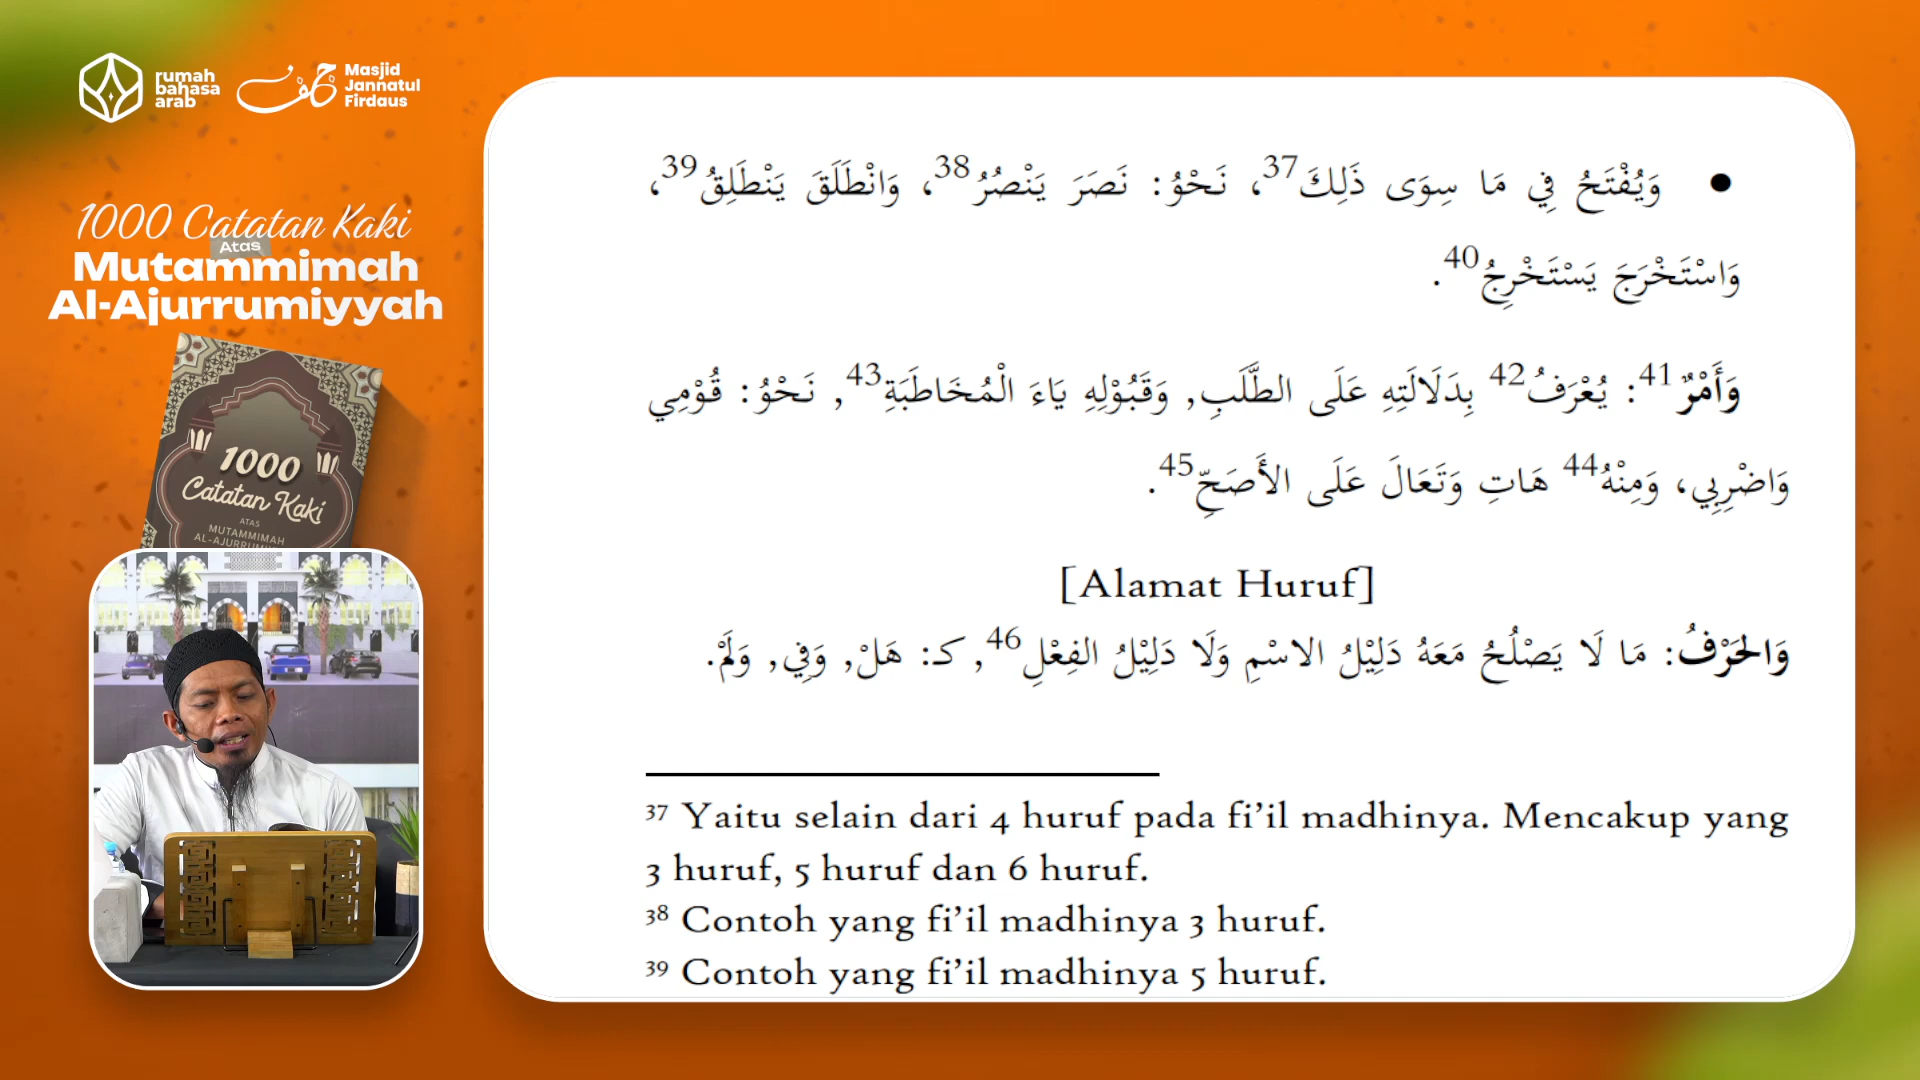 rumah
bahasa
arab
Masjid
Jannatul
Firdaus
1000 Catatan Kaki
Atas
Mutammimah
Al-Ajurrumiyyah
1000
Catatan Kaki
ATAS
MUTAMMIMAH
• وَيُفْتَحُ فِي مَا سِوَى ذَلِكَ37، نَحْوُ: نَصَرَ يَنْصُرُ38، وَانْطَلَقَ يَنْطَلِقُ39،
وَاسْتَخْرَجَ يَسْتَخْرِجُ40.
وَأَمْرٌ41: يُعْرَفُ42 بِدَلَالَتِهِ عَلَى الطَّلَبِ, وَقَبُوْلِهِ يَاءَ الْمُخَاطَبَةِ43, نَحْوُ: قُوْمِي
وَاضْرِبِي، وَمِنْهُ44 هَاتِ وَتَعَالَ عَلَى الأَصَحِّ45.
[Alamat Huruf]
وَالحَرْفُ: مَا لَا يَصْلُحُ مَعَهُ دَلِيْلُ الاسْمِ وَلَا دَلِيْلُ الفِعْلِ46, كـ: هَلْ, وَفِي, وَلَمْ.
37 Yaitu selain dari 4 huruf pada fi’il madhinya. Mencakup yang
3 huruf, 5 huruf dan 6 huruf.
38 Contoh yang fi’il madhinya 3 huruf.
39 Contoh yang fi’il madhinya 5 huruf.